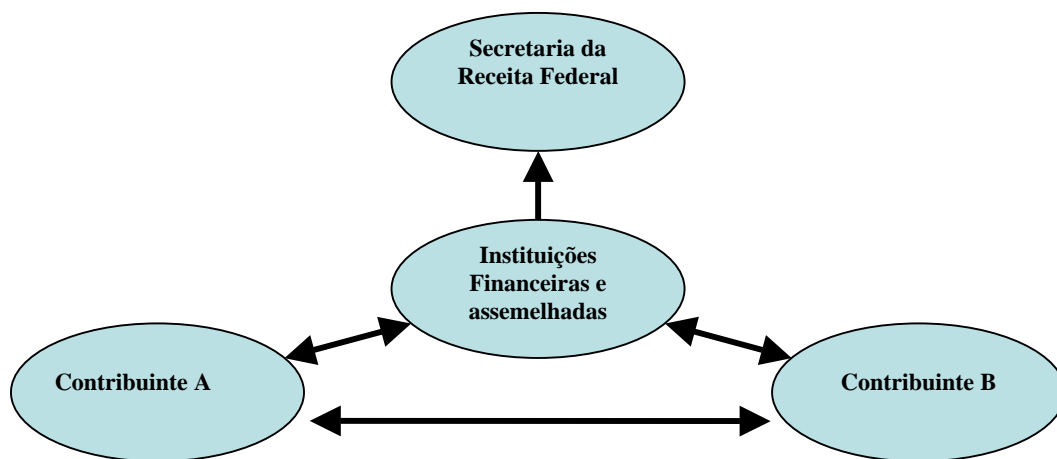 Secretaria da
Receita Federal
Instituições
Financeiras e
assemelhadas
Contribuinte A
Contribuinte B